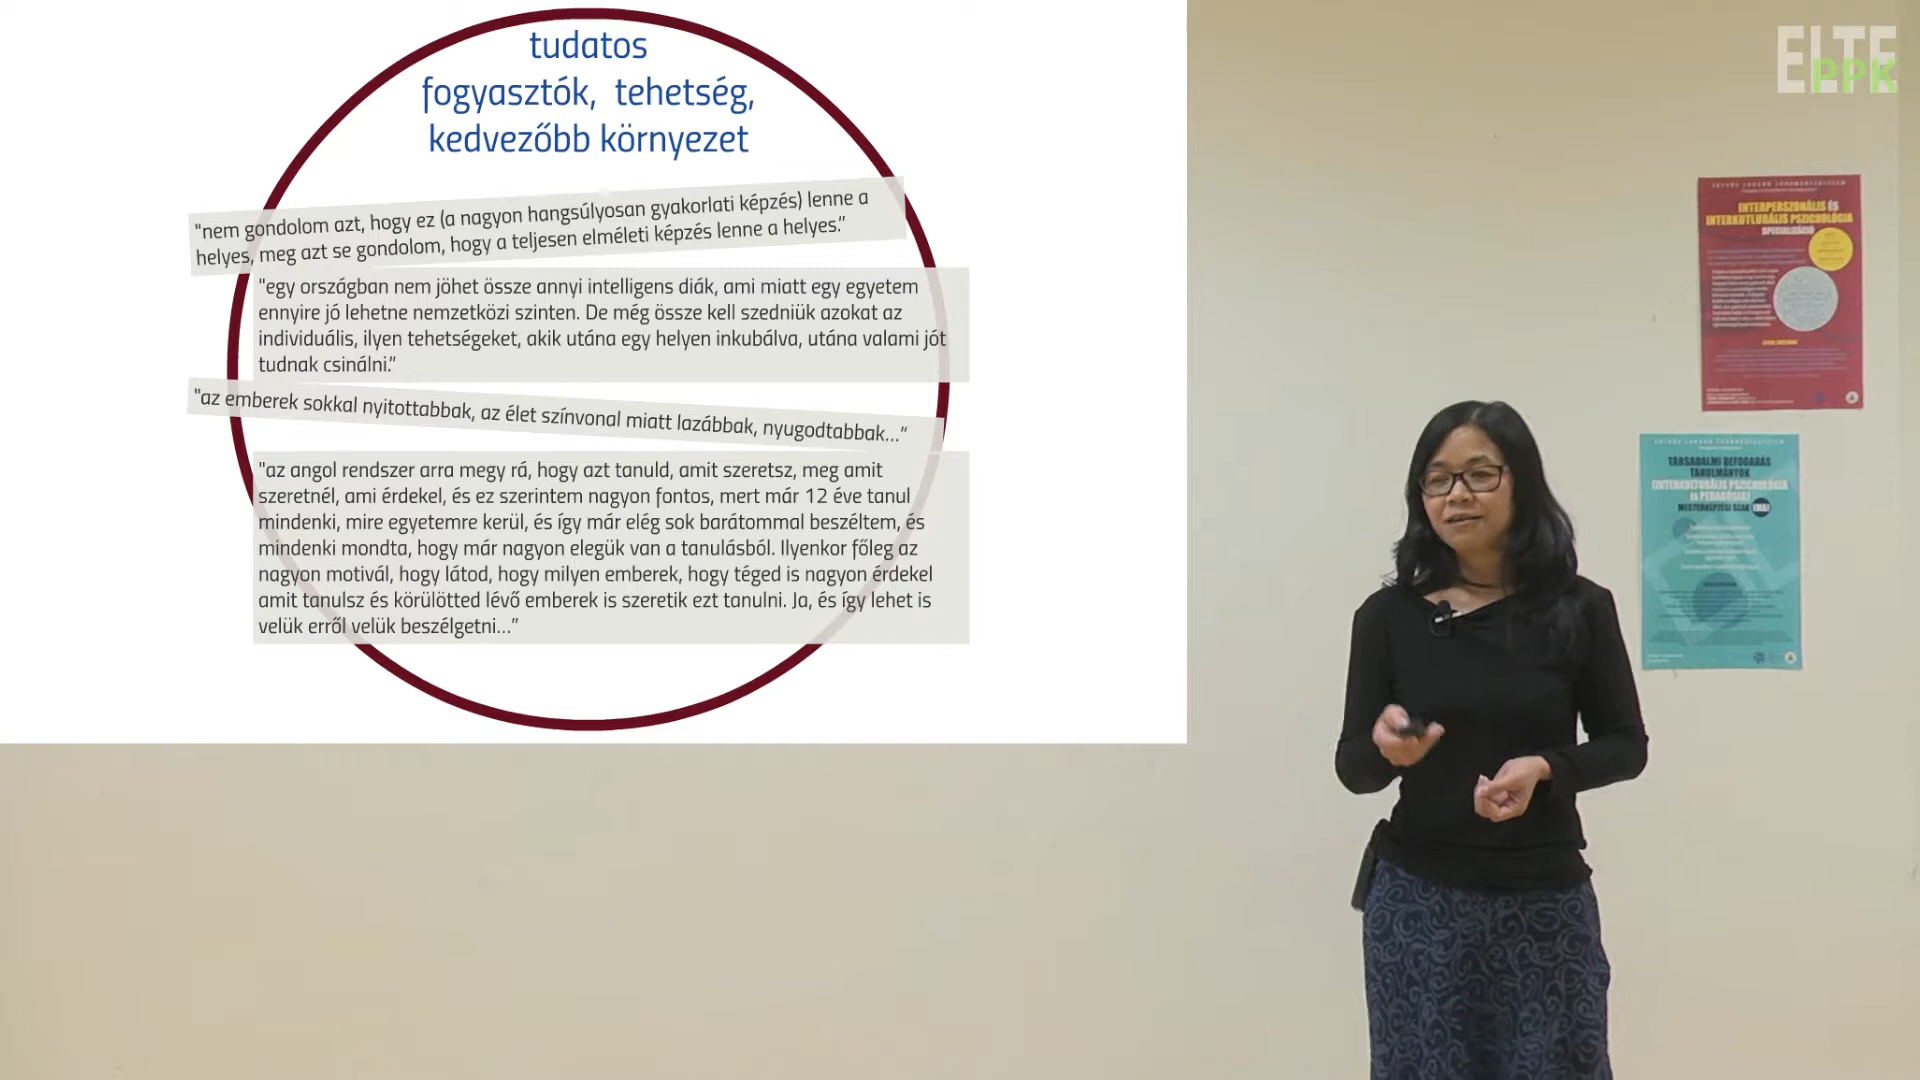 tudatos
fogyasztók, tehetség,
kedvezőbb környezet
"nem gondolom azt, hogy ez (a nagyon hangsúlyosan gyakorlati képzés) lenne a
helyes, meg azt se gondolom, hogy a teljesen elméleti képzés lenne a helyes.”
"egy országban nem jöhet össze annyi intelligens diák, ami miatt egy egyetem
ennyire jó lehetne nemzetközi szinten. De még össze kell szedniük azokat az
individuális, ilyen tehetségeket, akik utána egy helyen inkubálva, utána valami jót
tudnak csinálni.”
"az emberek sokkal nyitottabbak, az élet színvonal miatt lazábbak, nyugodtabbak...”
"az angol rendszer arra megy rá, hogy azt tanuld, amit szeretsz, meg amit
szeretnél, ami érdekel, és ez szerintem nagyon fontos, mert már 12 éve tanul
mindenki, mire egyetemre kerül, és így már elég sok barátommal beszéltem, és
mindenki mondta, hogy már nagyon elegük van a tanulásból. Ilyenkor főleg az
nagyon motivál, hogy látod, hogy milyen emberek, hogy téged is nagyon érdekel
amit tanulsz és körülötted lévő emberek is szeretik ezt tanulni. Ja, és így lehet is
velük erről velük beszélgetni...”
ELTE
PPK
INTERPERSZONÁLIS ÉS
INTERKUTLURÁLIS PSZICHOLÓGIA
SPECIALIZÁCIÓ
TÁRSADALMI BEFOGADÁS
TANULMÁNYOK
(INTERKULTURÁLIS PSZICHOLÓGIA
és PEDAGÓGIA)
MESTERKÉPZÉSI SZAK (MA)